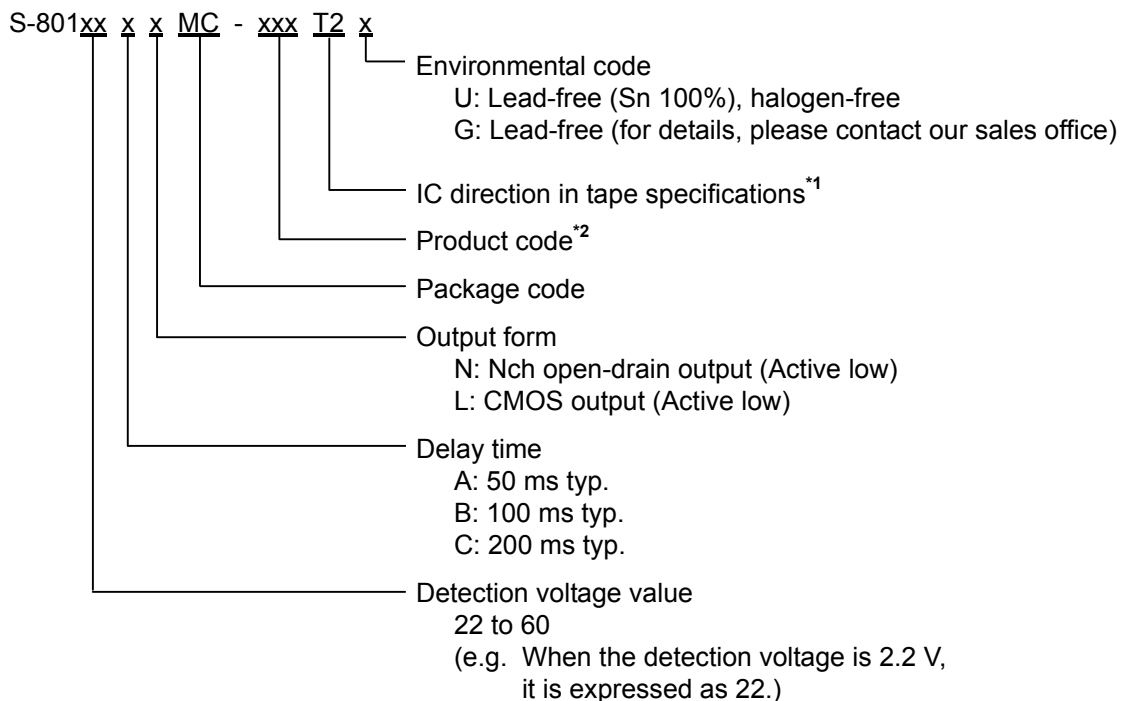 S-801xx x x MC - xxx T2 x
Environmental code
U: Lead-free (Sn 100%), halogen-free
G: Lead-free (for details, please contact our sales office)
IC direction in tape specifications*1
Product code*2
Package code
Output form
N: Nch open-drain output (Active low)
L: CMOS output (Active low)
Delay time
A: 50 ms typ.
B: 100 ms typ.
C: 200 ms typ.
Detection voltage value
22 to 60
(e.g. When the detection voltage is 2.2 V,
it is expressed as 22.)